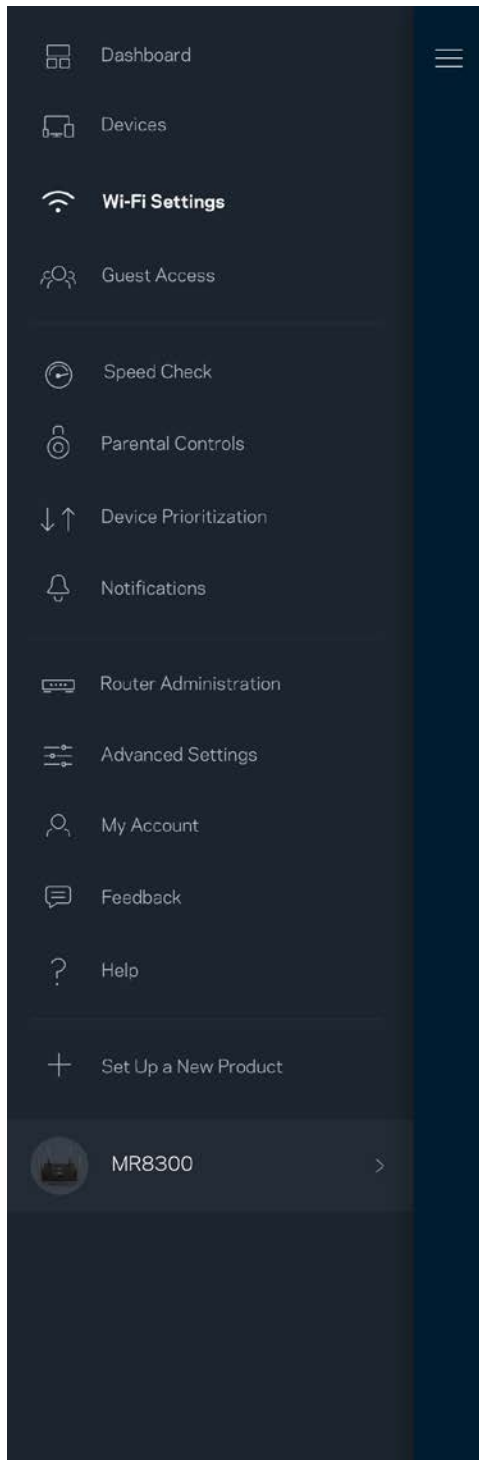 Dashboard
Devices
Wi-Fi Settings
Guest Access
Speed Check
Parental Controls
Device Prioritization
Notifications
Router Administration
Advanced Settings
My Account
Feedback
Help
Set Up a New Product
MR8300